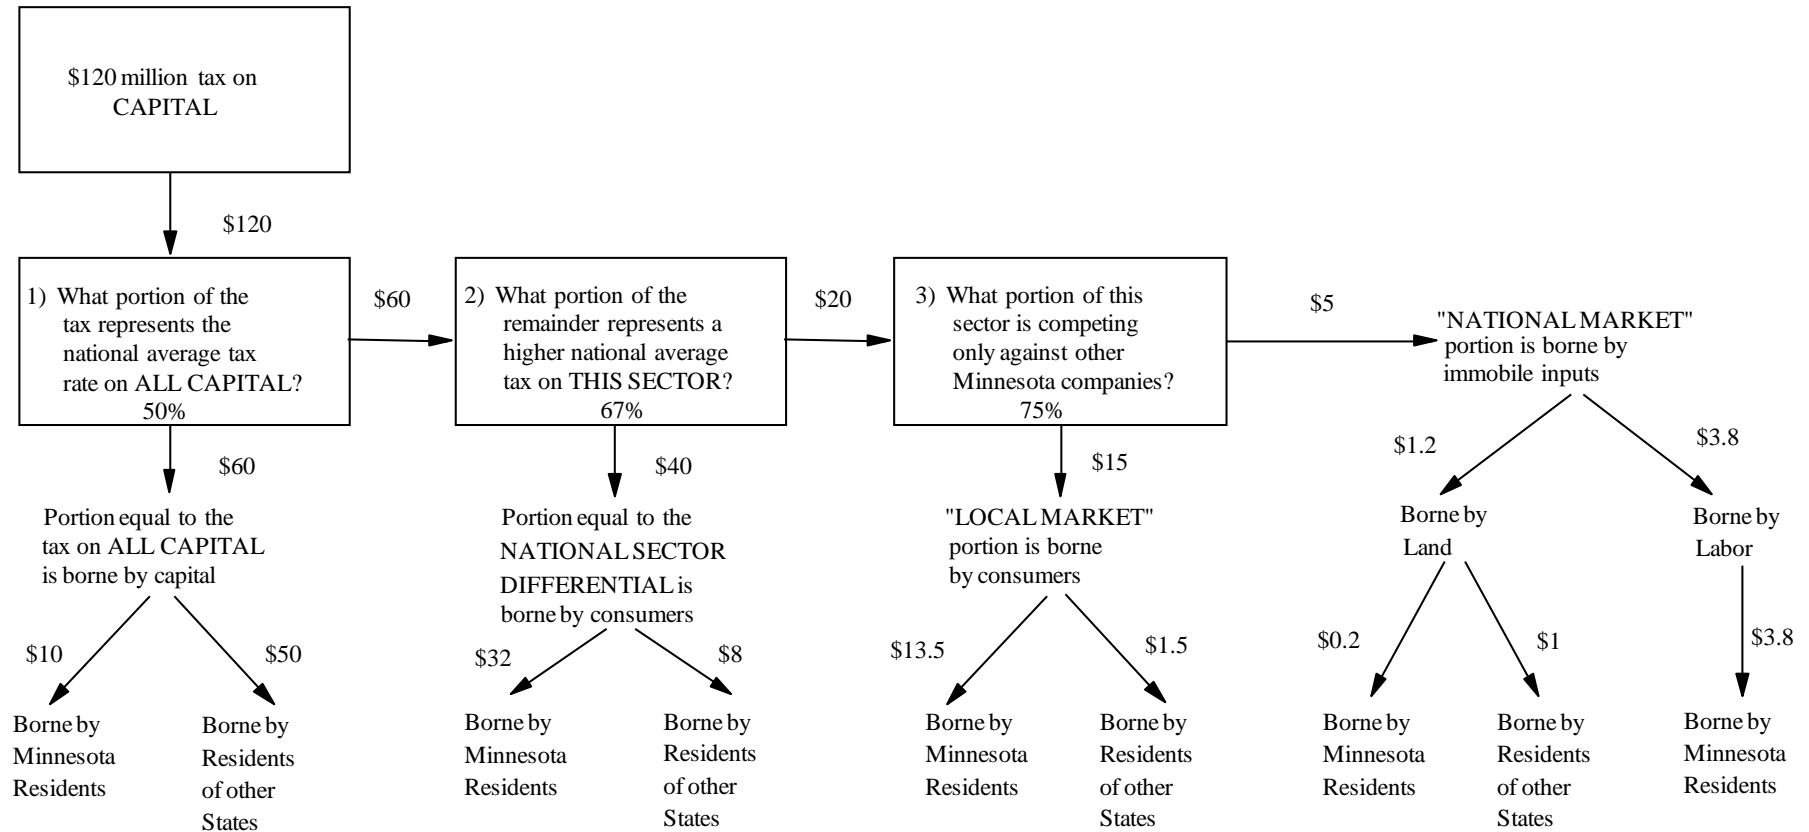 $120 million tax on
CAPITAL
$120
1) What portion of the
tax represents the
national average tax
rate on ALL CAPITAL?
50%
$60
2) What portion of the
remainder represents a
higher national average
tax on THIS SECTOR?
67%
$20
3) What portion of this
sector is competing
only against other
Minnesota companies?
75%
$5
"NATIONAL MARKET"
portion is borne by
immobile inputs
$60
Portion equal to the
tax on ALL CAPITAL
is borne by capital
$40
Portion equal to the
NATIONAL SECTOR
DIFFERENTIAL is
borne by consumers
$15
"LOCAL MARKET"
portion is borne
by consumers
$1.2
Borne by
Land
$3.8
Borne by
Labor
$10
Borne by
Minnesota
Residents
$50
Borne by
Residents
of other
States
$32
Borne by
Minnesota
Residents
$8
Borne by
Residents
of other
States
$13.5
Borne by
Minnesota
Residents
$1.5
Borne by
Residents
of other
States
$0.2
Borne by
Minnesota
Residents
$1
Borne by
Residents
of other
States
$3.8
Borne by
Minnesota
Residents